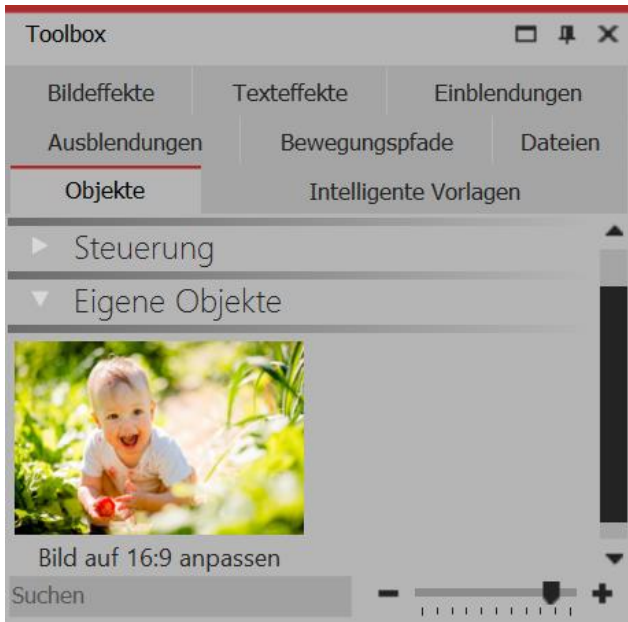 Toolbox
Bildeffekte Texteffekte Einblendungen
Ausblendungen Bewegungspfade Dateien
Objekte Intelligente Vorlagen
Steuerung
Eigene Objekte
Bild auf 16:9 anpassen
Suchen